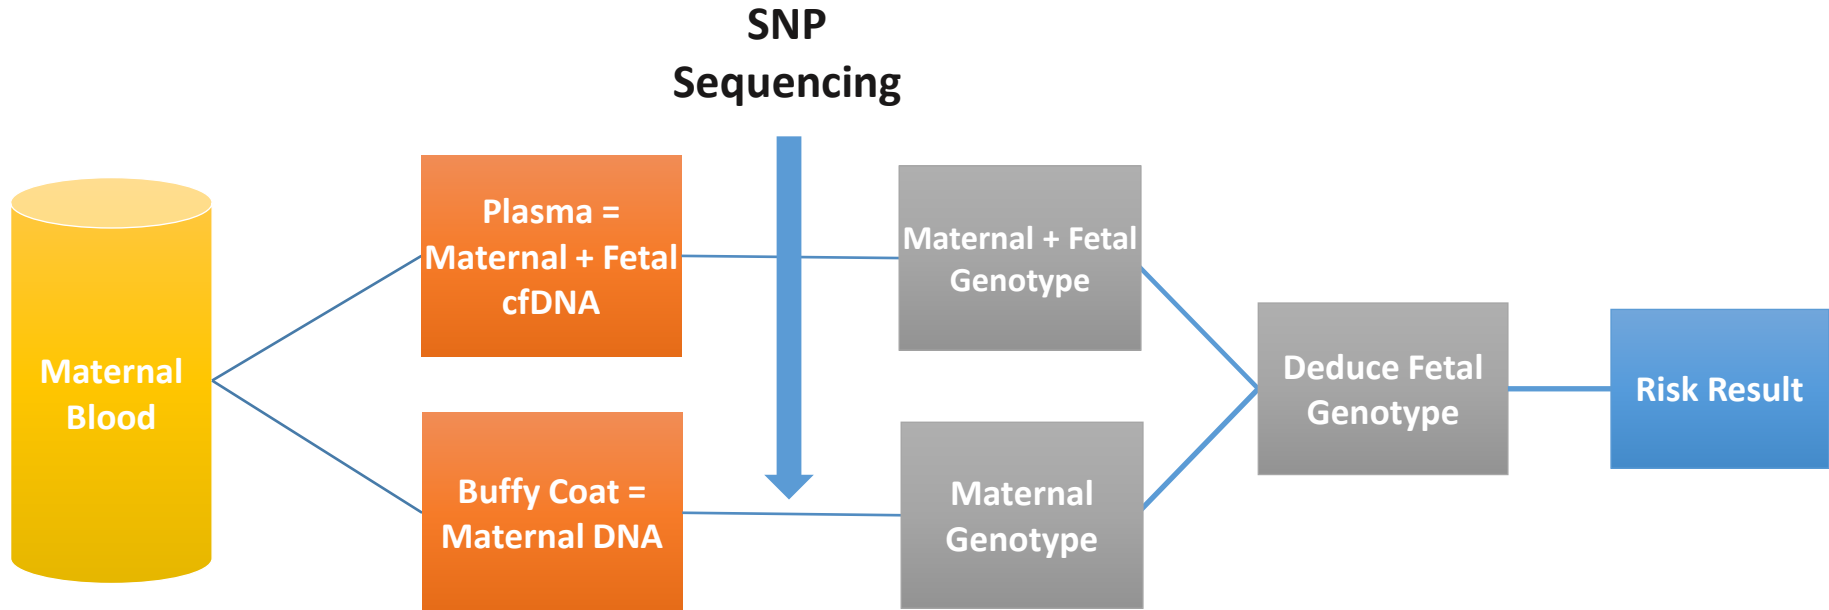 SNP
Sequencing
Maternal
Blood
Plasma =
Maternal + Fetal
cfDNA
Buffy Coat =
Maternal DNA
Maternal + Fetal
Genotype
Maternal
Genotype
Deduce Fetal
Genotype
Risk Result